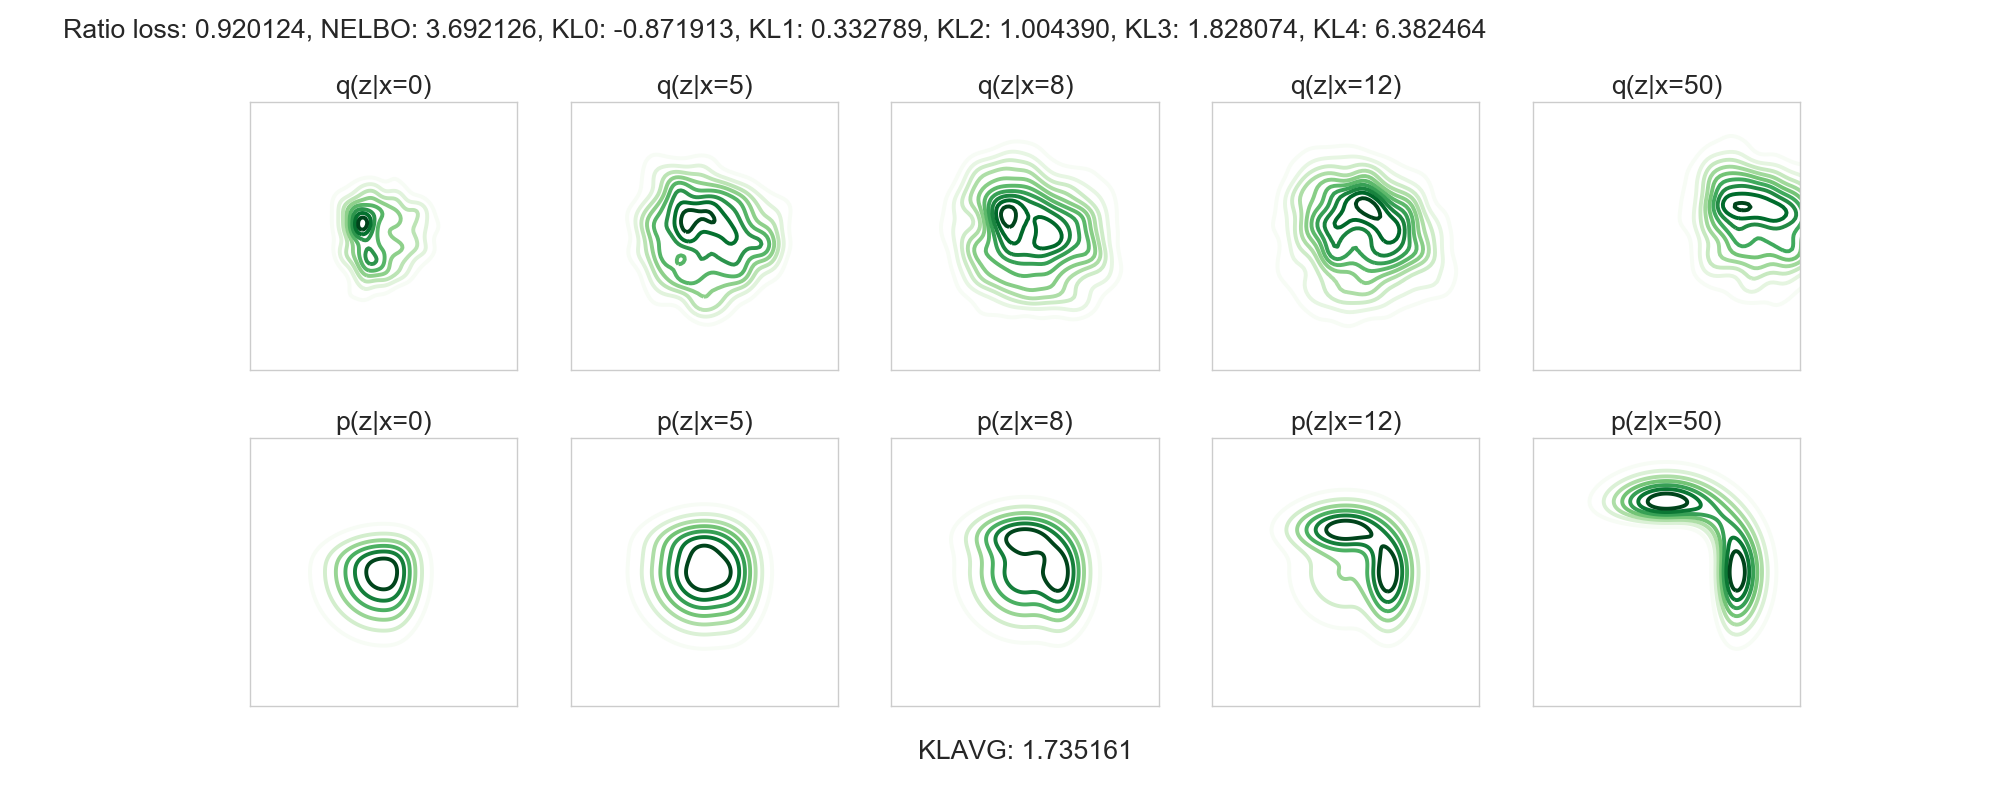 Ratio loss: 0.920124, NELBO: 3.692126, KL0: -0.871913, KL1: 0.332789, KL2: 1.004390, KL3: 1.828074, KL4: 6.382464
q(z|x=0) q(z|x=5) q(z|x=8) q(z|x=12) q(z|x=50)
p(z|x=0) p(z|x=5) p(z|x=8) p(z|x=12) p(z|x=50)
KLAVG: 1.735161